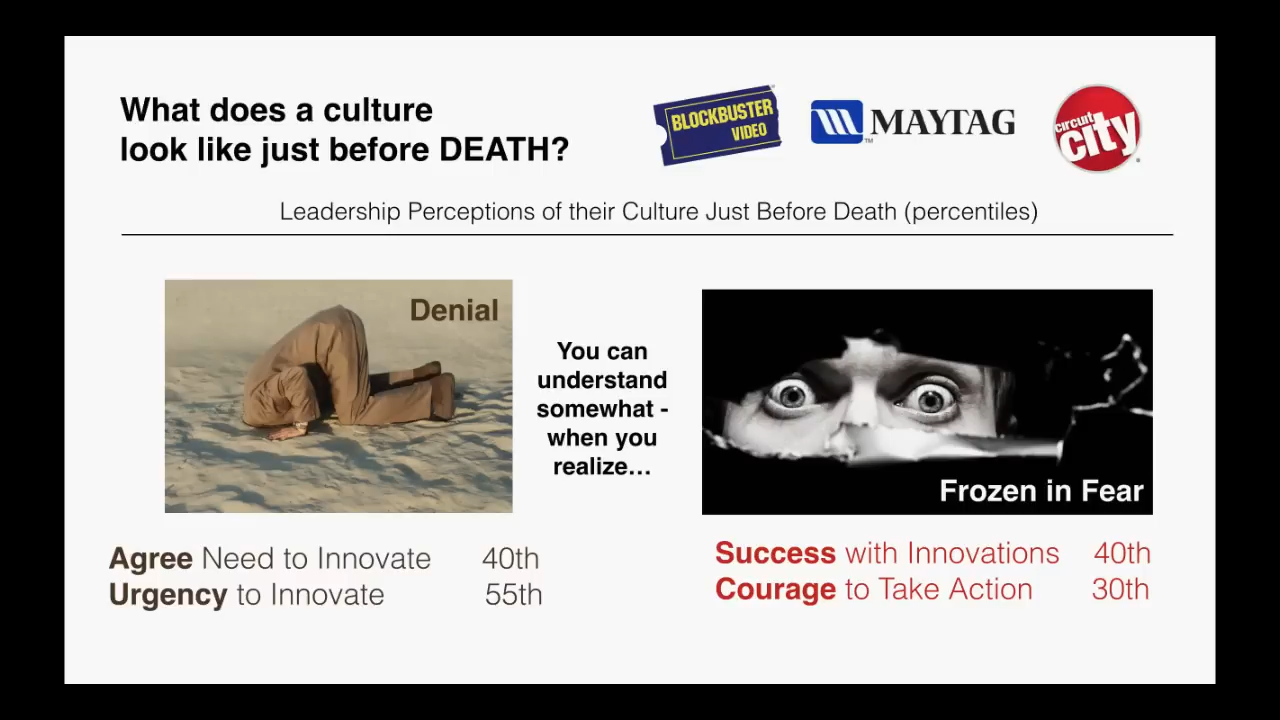 What does a culture
look like just before DEATH?
BLOCKBUSTER
VIDEO
MAYTAG
TM
circuit
city
Leadership Perceptions of their Culture Just Before Death (percentiles)
Denial
You can
understand
somewhat -
when you
realize…
Frozen in Fear
Agree Need to Innovate 40th
Urgency to Innovate 55th
Success with Innovations 40th
Courage to Take Action 30th